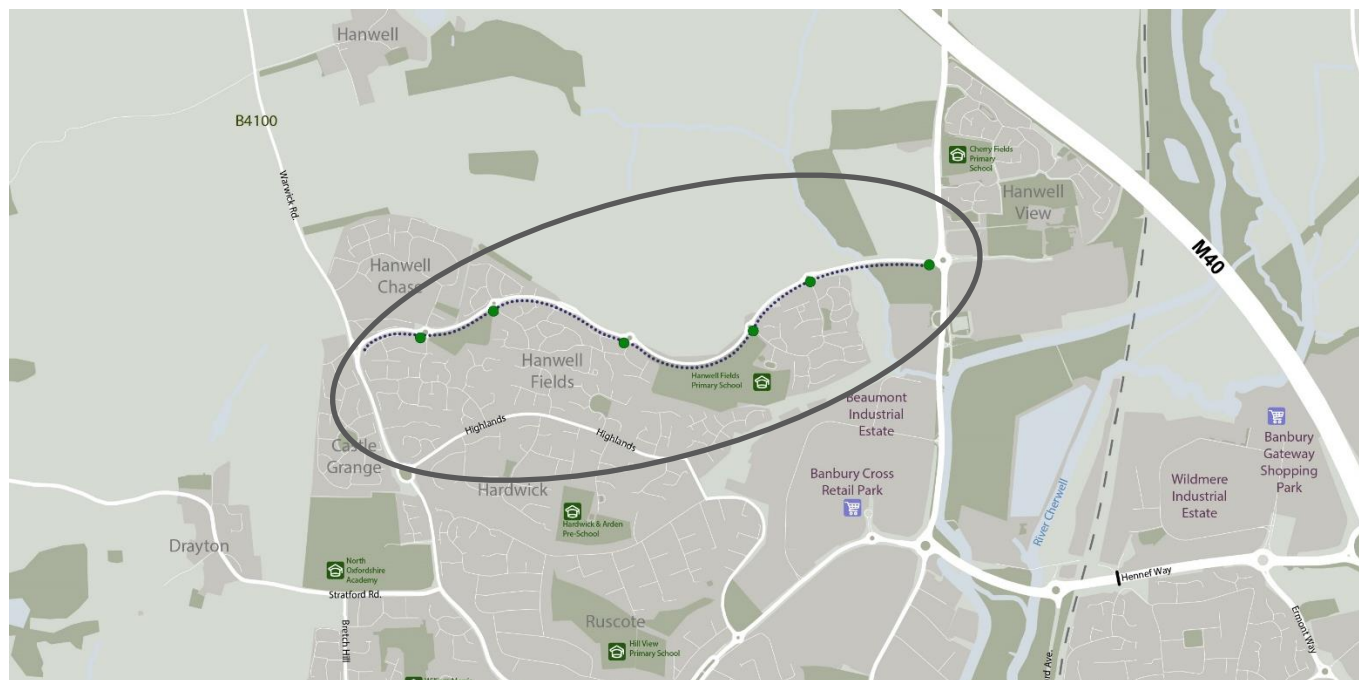 Hanwell
B4100
Warwick Rd.
Cherry Fields
Primary
School
Hanwell
View
M40
Hanwell
Chase
Hanwell
Fields
Hanwell Fields
Primary School
Beaumont
Industrial
Estate
Highlands
Highlands
Castle
Grange
Banbury
Gateway
Shopping
Park
Banbury Cross
Retail Park
Wildmere
Industrial
Estate
Hardwick
Hardwick & Arden
Pre-School
River Cherwell
Drayton
North
Oxfordshire
Academy
Stratford Rd.
Hennef Way
Bretch Hill
Ruscote
Hill View
Primary School
Ermont Way